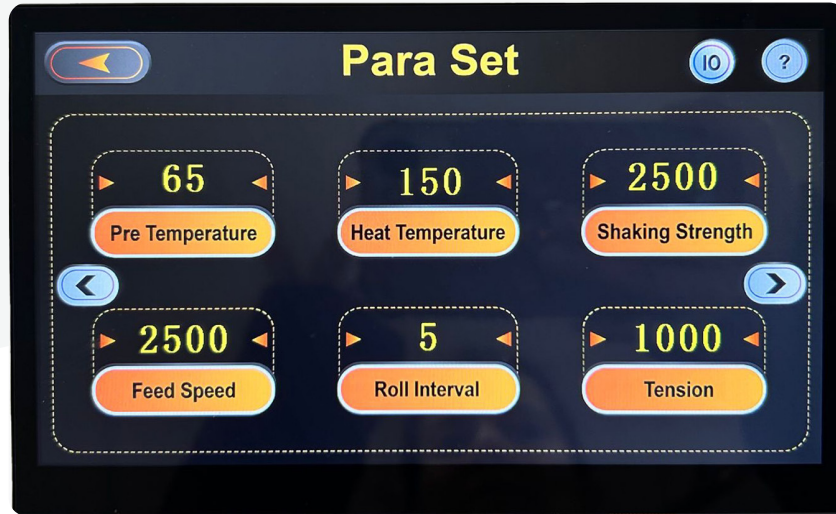 Para Set
IO
?
65
150
2500
Pre Temperature
Heat Temperature
Shaking Strength
2500
5
1000
Feed Speed
Roll Interval
Tension